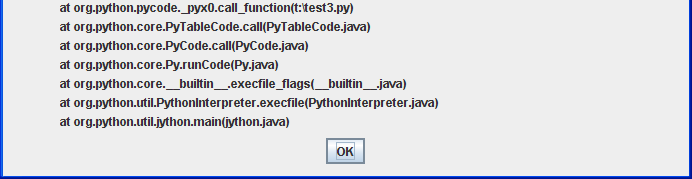 at org.python.pycode._pyx0.call_function(t:\test3.py)
at org.python.core.PyTableCode.call(PyTableCode.java)
at org.python.core.PyCode.call(PyCode.java)
at org.python.core.Py.runCode(Py.java)
at org.python.core.__builtin__.execfile_flags(__builtin__.java)
at org.python.util.PythonInterpreter.execfile(PythonInterpreter.java)
at org.python.util.jython.main(jython.java)
OK